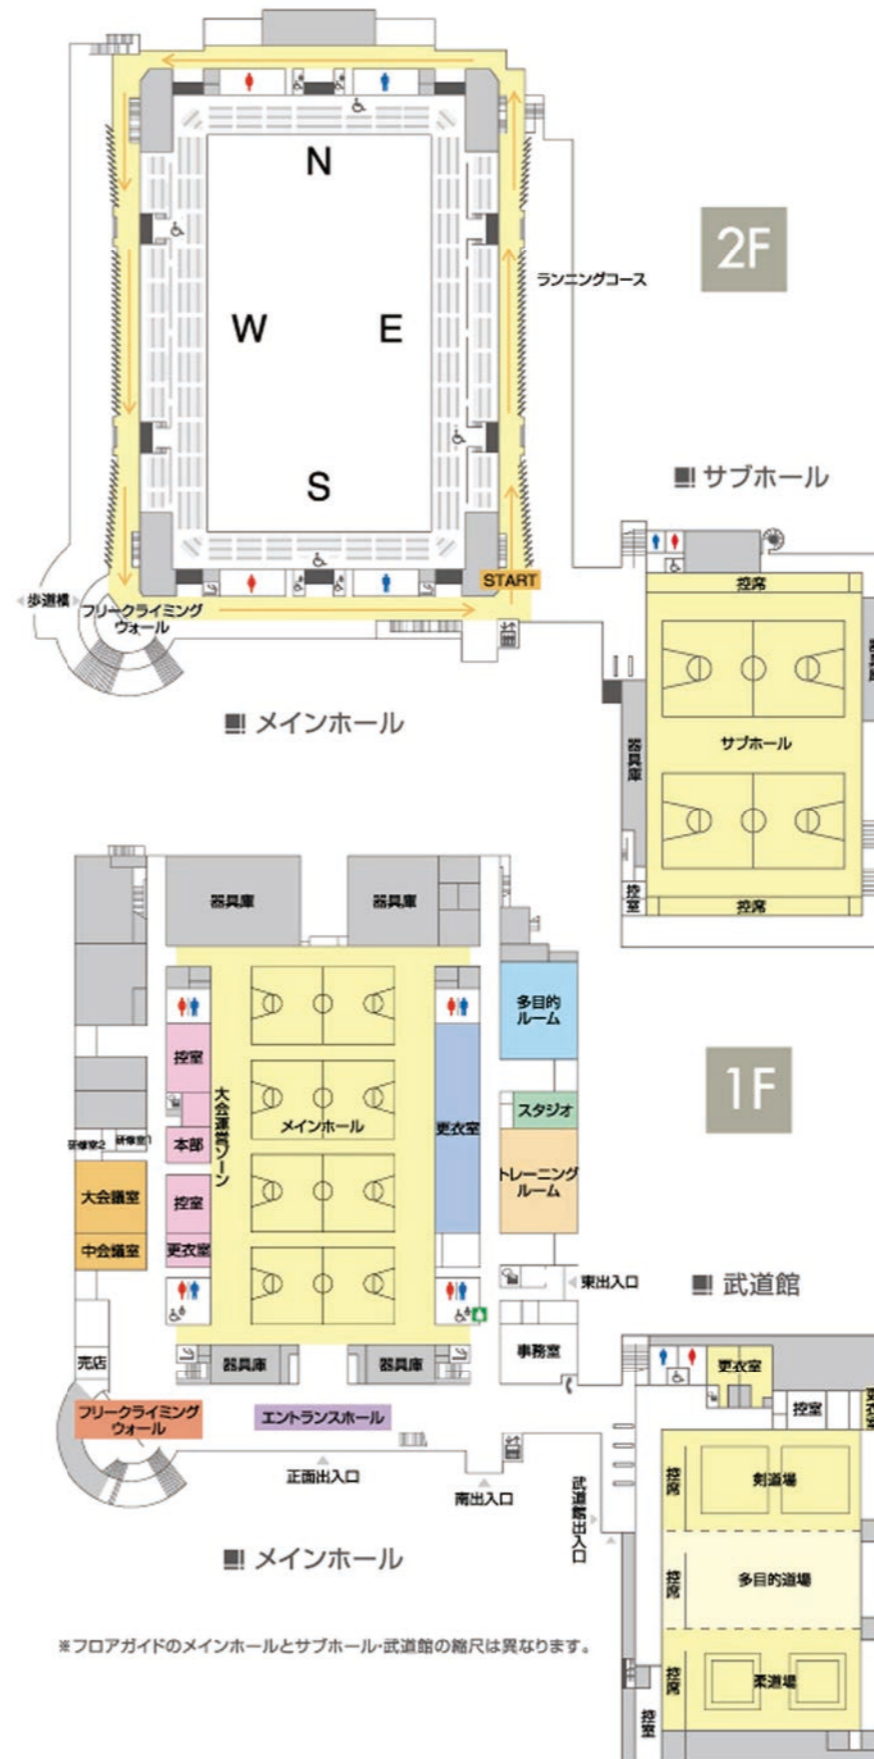 N
2F
ランニングコース
W
E
S
サブホール
START
控席
歩道橋
フリークライミング
ウォール
メインホール
サブホール
器具庫
控室
控席
器具庫
器具庫
多目的
ルーム
控室
大会運営ゾーン
メインホール
更衣室
スタジオ
1F
研修室2
研修室1
本部
大会議室
控室
トレーニング
ルーム
中会議室
更衣室
東出入口
武道館
売店
器具庫
器具庫
事務室
更衣室
控室
フリークライミング
ウォール
エントランスホール
正面出入口
南出入口
武道館出入口
控席
剣道場
メインホール
控席
多目的道場
※フロアガイドのメインホールとサブホール・武道館の縮尺は異なります。
控席
柔道場
控室